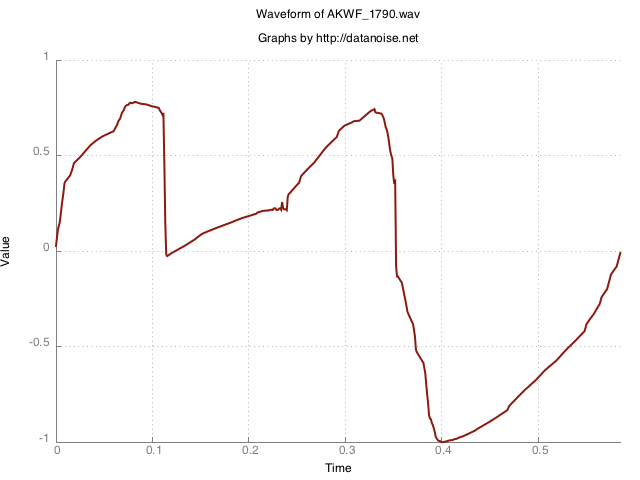 Waveform of AKWF_1790.wav
Graphs by http://datanoise.net
1
0.5
0
-0.5
-1
Value
0 0.1 0.2 0.3 0.4 0.5
Time